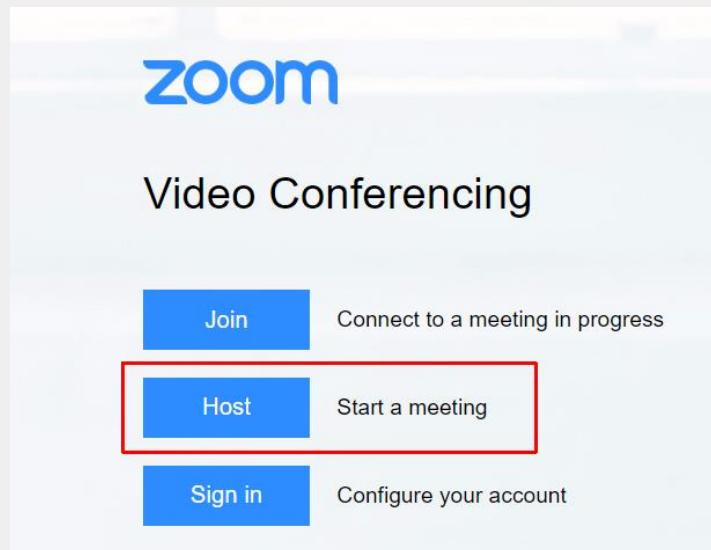 zoom
Video Conferencing
Join Connect to a meeting in progress
Host Start a meeting
Sign in Configure your account